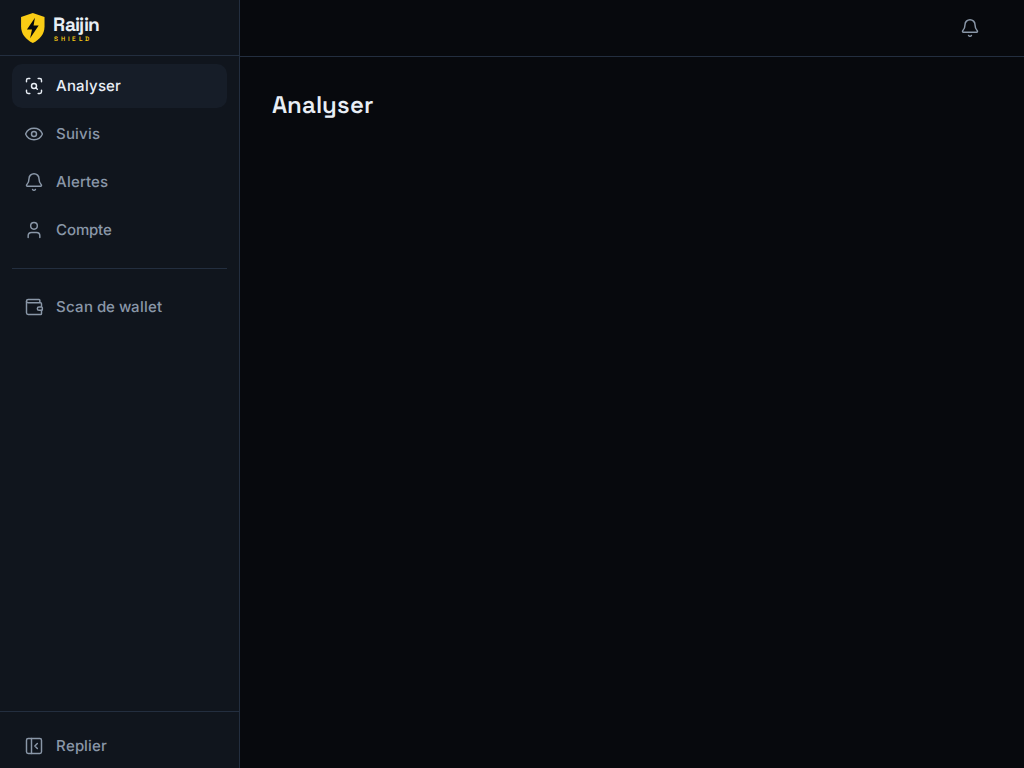 Raijin
SHIELD
Analyser
Suivis
Alertes
Compte
Scan de wallet
Replier
Analyser